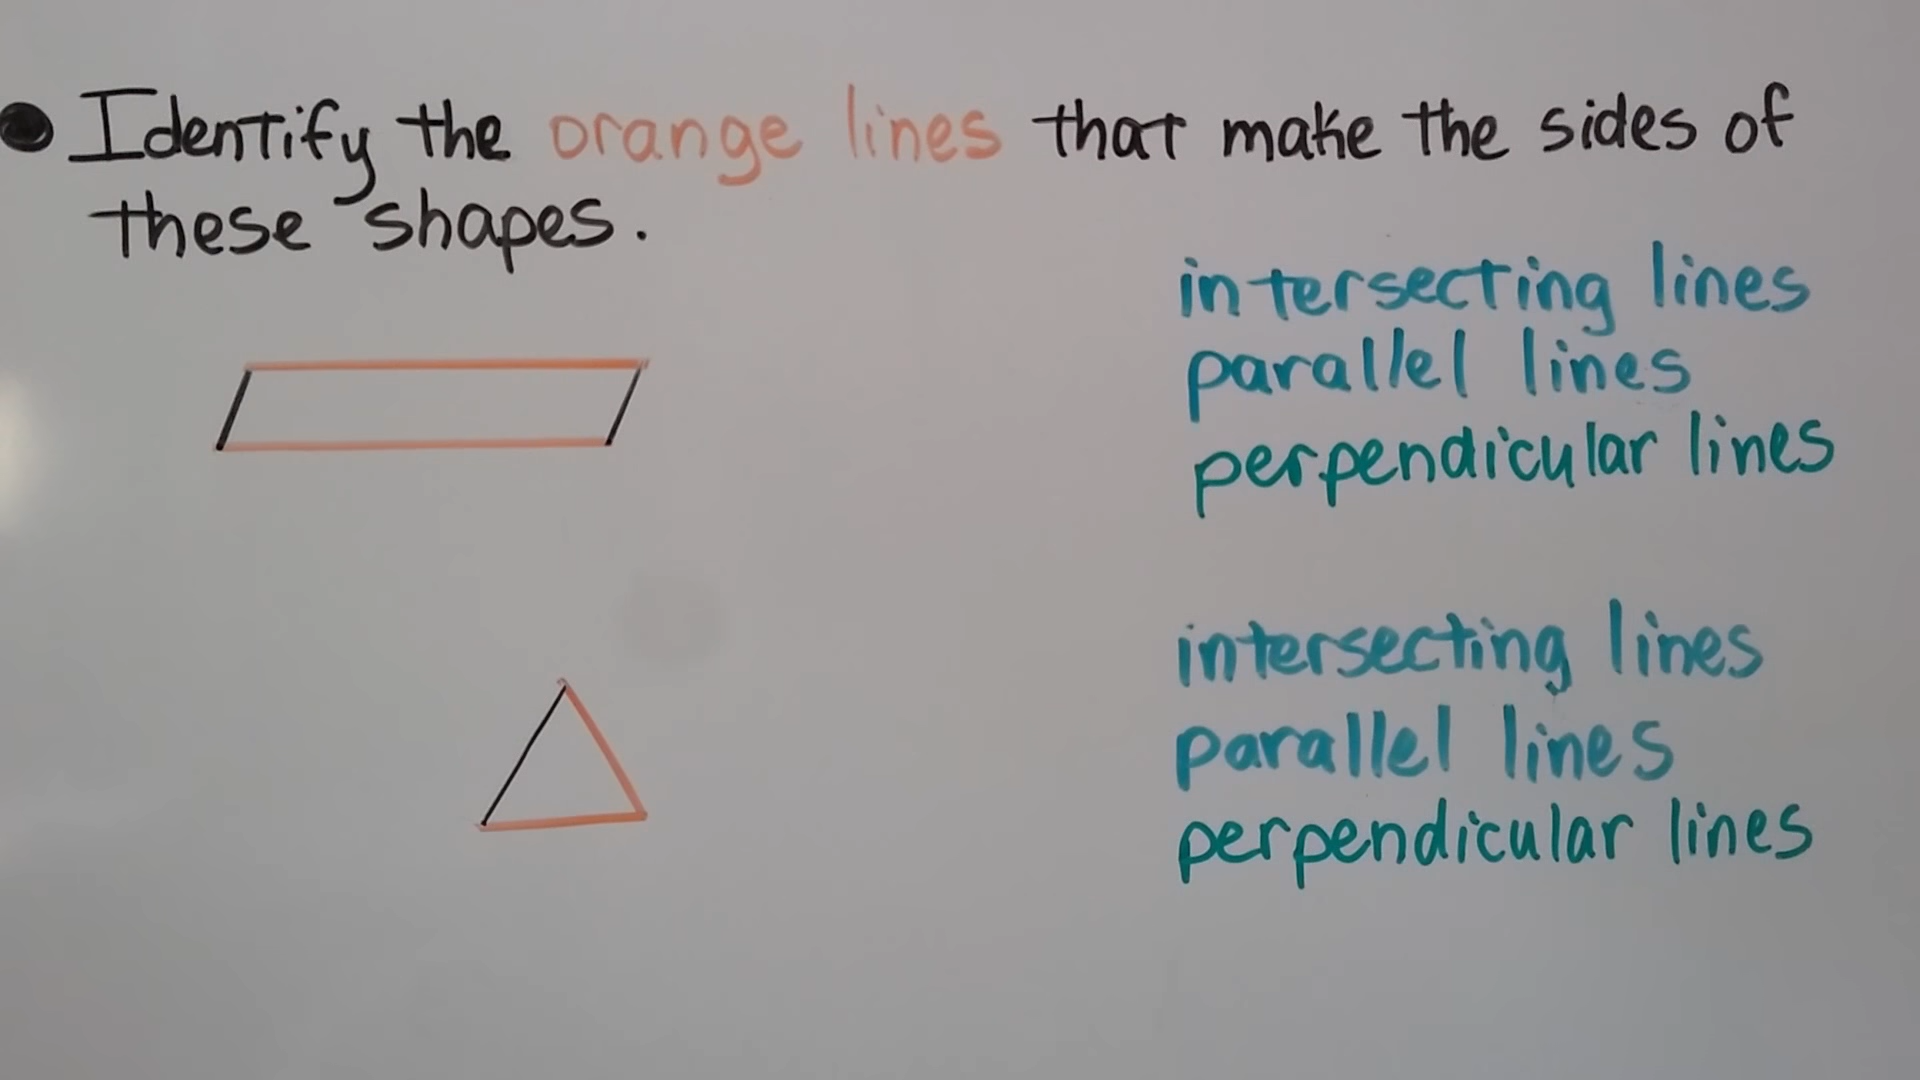 Identify the orange lines that make the sides of
these shapes.
intersecting lines
parallel lines
perpendicular lines
intersecting lines
parallel lines
perpendicular lines